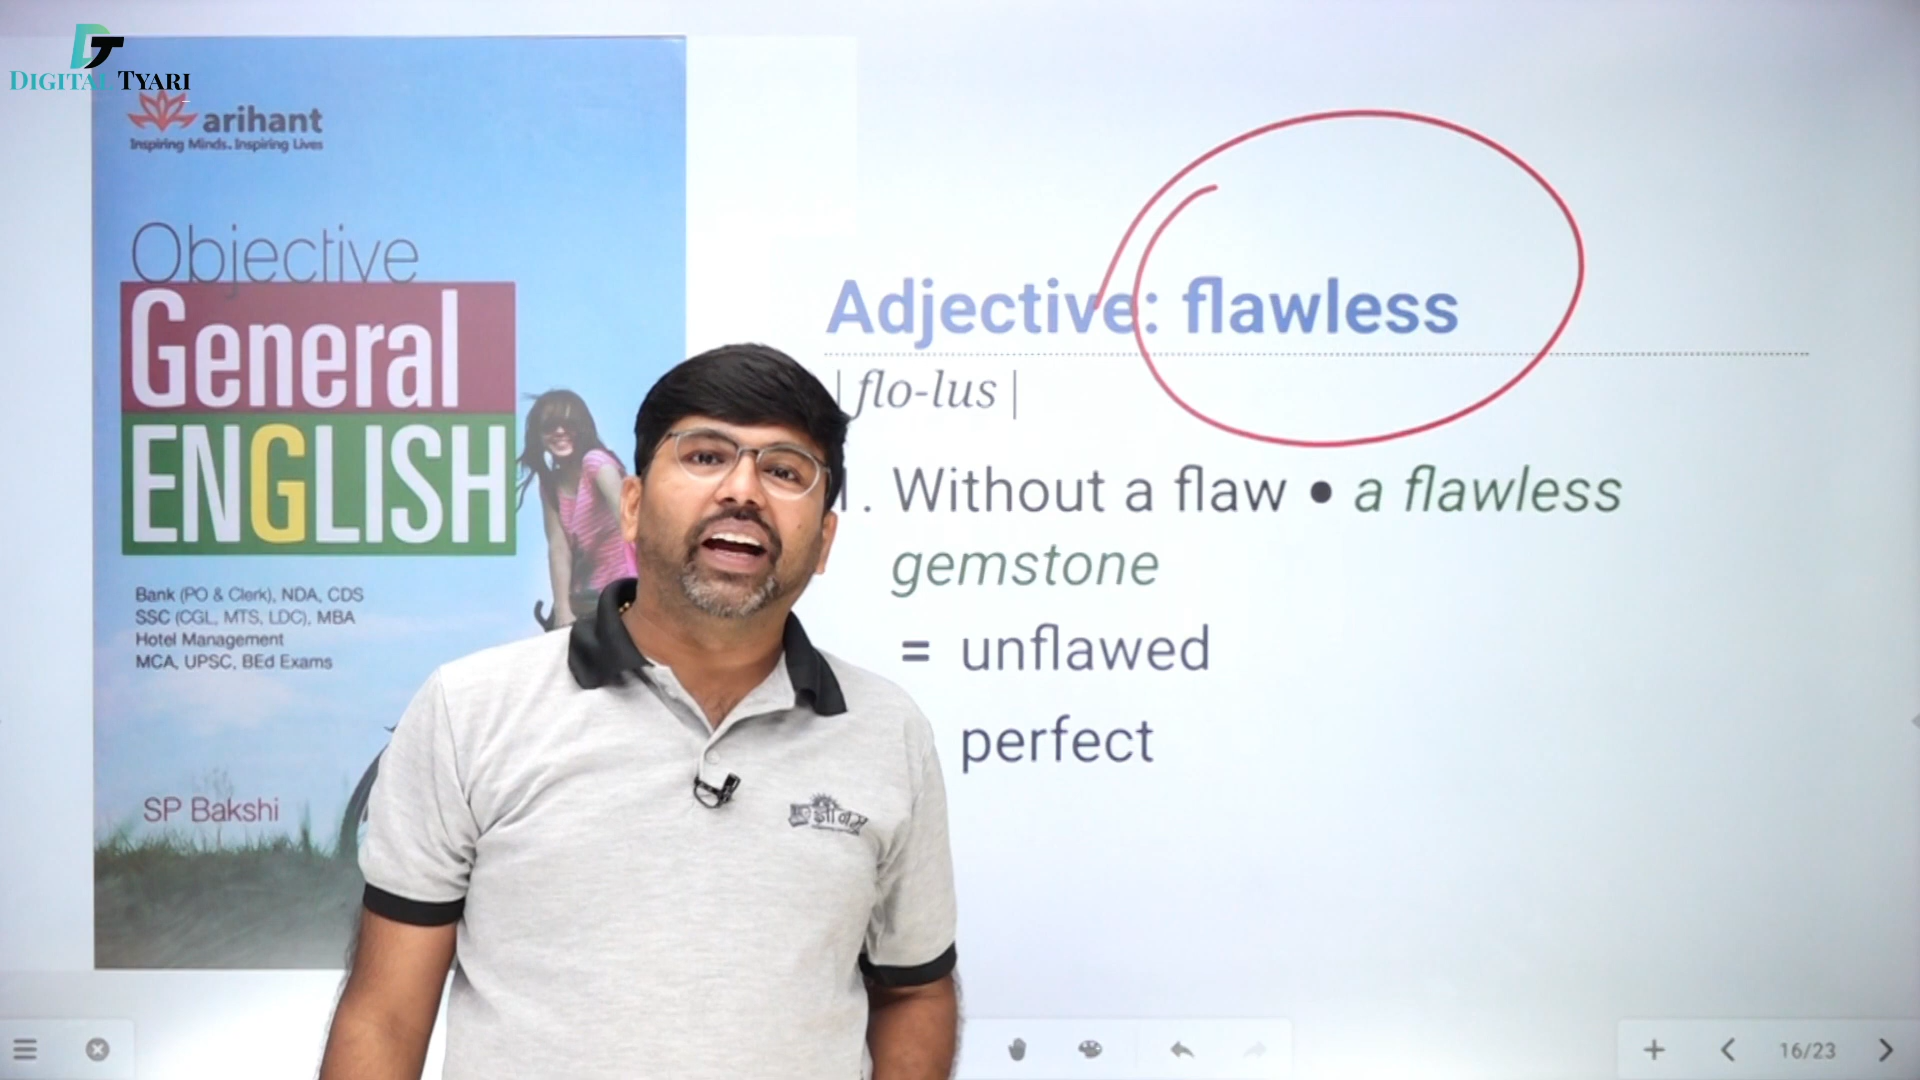 DT
DIGITAL TYARI
arihant
Inspiring Minds. Inspiring Lives
Objective
General
ENGLISH
Bank (PO & Clerk), NDA, CDS
SSC (CGL, MTS, LDC), MBA
Hotel Management
MCA, UPSC, BEd Exams
SP Bakshi
Adjective: flawless
| flo-lus |
1. Without a flaw • a flawless
gemstone
= unflawed
perfect
16/23